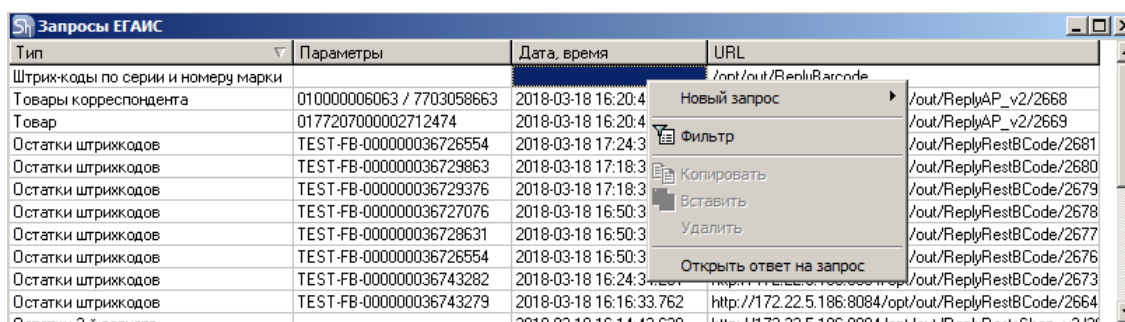 Sh Запросы ЕГАИС
Тип Параметры Дата, время URL
Штрих-коды по серии и номеру марки /opt/out/ReplyBarcode
Товары корреспондента 010000006063 / 7703058663 2018-03-18 16:20:4 /out/ReplyAP_v2/2668
Товар 0177207000002712474 2018-03-18 16:20:4 /out/ReplyAP_v2/2669
Остатки штрихкодов TEST-FB-000000036726554 2018-03-18 17:24:3 /out/ReplyRestBCode/2681
Остатки штрихкодов TEST-FB-000000036729863 2018-03-18 17:18:3 /out/ReplyRestBCode/2680
Остатки штрихкодов TEST-FB-000000036729376 2018-03-18 17:18:3 /out/ReplyRestBCode/2679
Остатки штрихкодов TEST-FB-000000036727076 2018-03-18 16:50:3 /out/ReplyRestBCode/2678
Остатки штрихкодов TEST-FB-000000036728631 2018-03-18 16:50:3 /out/ReplyRestBCode/2677
Остатки штрихкодов TEST-FB-000000036726554 2018-03-18 16:50:3 /out/ReplyRestBCode/2676
Остатки штрихкодов TEST-FB-000000036743282 2018-03-18 16:24:3 /out/ReplyRestBCode/2673
Остатки штрихкодов TEST-FB-000000036743279 2018-03-18 16:16:33.762 http://172.22.5.186:8084/opt/out/ReplyRestBCode/2664
Новый запрос
Фильтр
Копировать
Вставить
Удалить
Открыть ответ на запрос